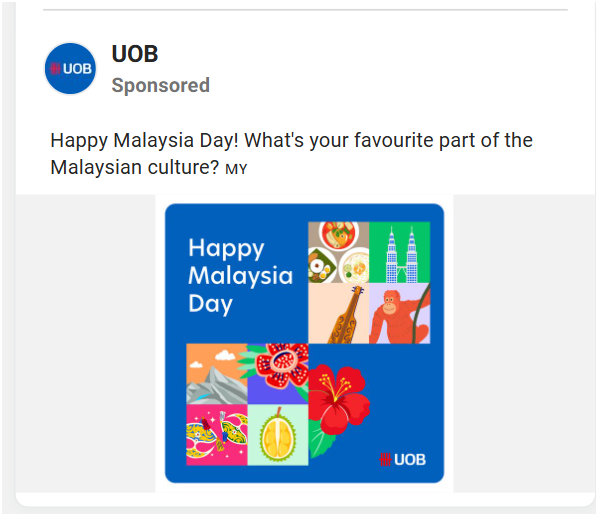 UOB
UOB
Sponsored
Happy Malaysia Day! What's your favourite part of the
Malaysian culture? MY
Happy
Malaysia
Day
UOB